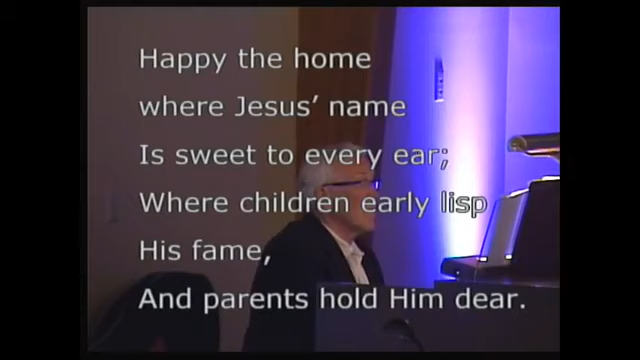 Happy the home
where Jesus’ name
Is sweet to every ear;
Where children early lisp
His fame,
And parents hold Him dear.